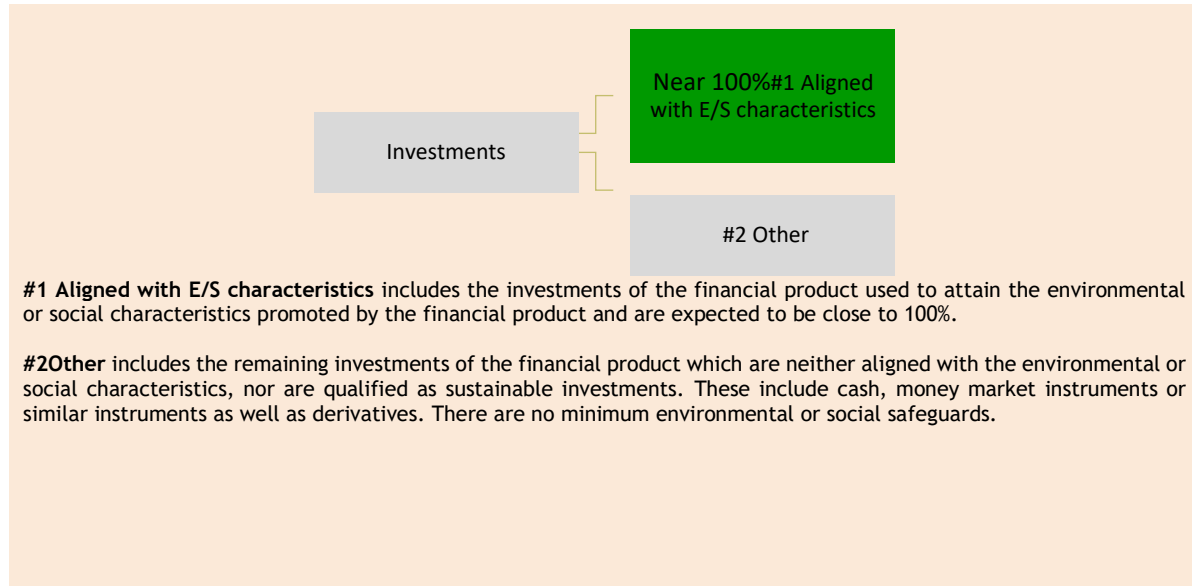 Near 100%#1 Aligned
with E/S characteristics
Investments
#2 Other
#1 Aligned with E/S characteristics includes the investments of the financial product used to attain the environmental
or social characteristics promoted by the financial product and are expected to be close to 100%.
#2Other includes the remaining investments of the financial product which are neither aligned with the environmental or
social characteristics, nor are qualified as sustainable investments. These include cash, money market instruments or
similar instruments as well as derivatives. There are no minimum environmental or social safeguards.